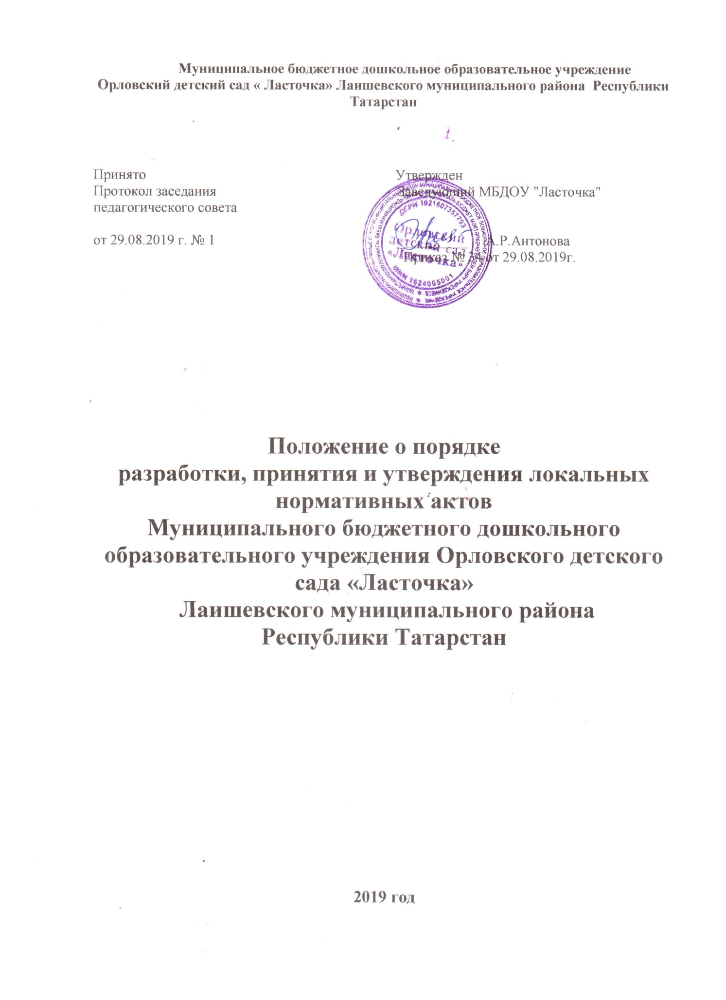 Муниципальное бюджетное дошкольное образовательное учреждение
Орловский детский сад « Ласточка» Лаишевского муниципального района  Республики
Татарстан
Принято
Протокол заседания
педагогического совета
от 29.08.2019 г. № 1
Утвержден
Заведующий МБДОУ "Ласточка"
А.Р.Антонова
Приказ № 34 от 29.08.2019г.
ОГРН 1021607357793
Орловский
детский сад
«Ласточка»
ИНН 1624005001
Положение о порядке
разработки, принятия и утверждения локальных
нормативных актов
Муниципального бюджетного дошкольного
образовательного учреждения Орловского детского
сада «Ласточка»
Лаишевского муниципального района
Республики Татарстан
2019 год